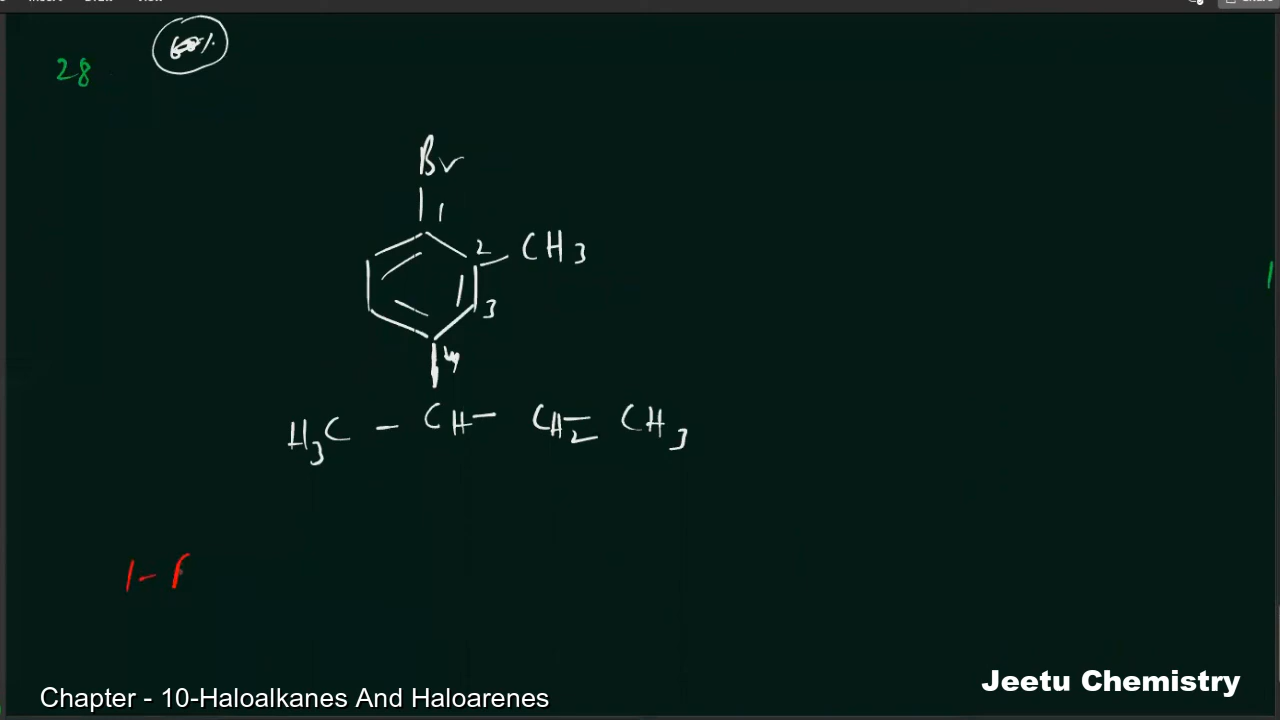 28
Br
1
2
CH3
3
4
H3C - CH - CH2 - CH3
1-
Chapter - 10-Haloalkanes And Haloarenes
Jeetu Chemistry